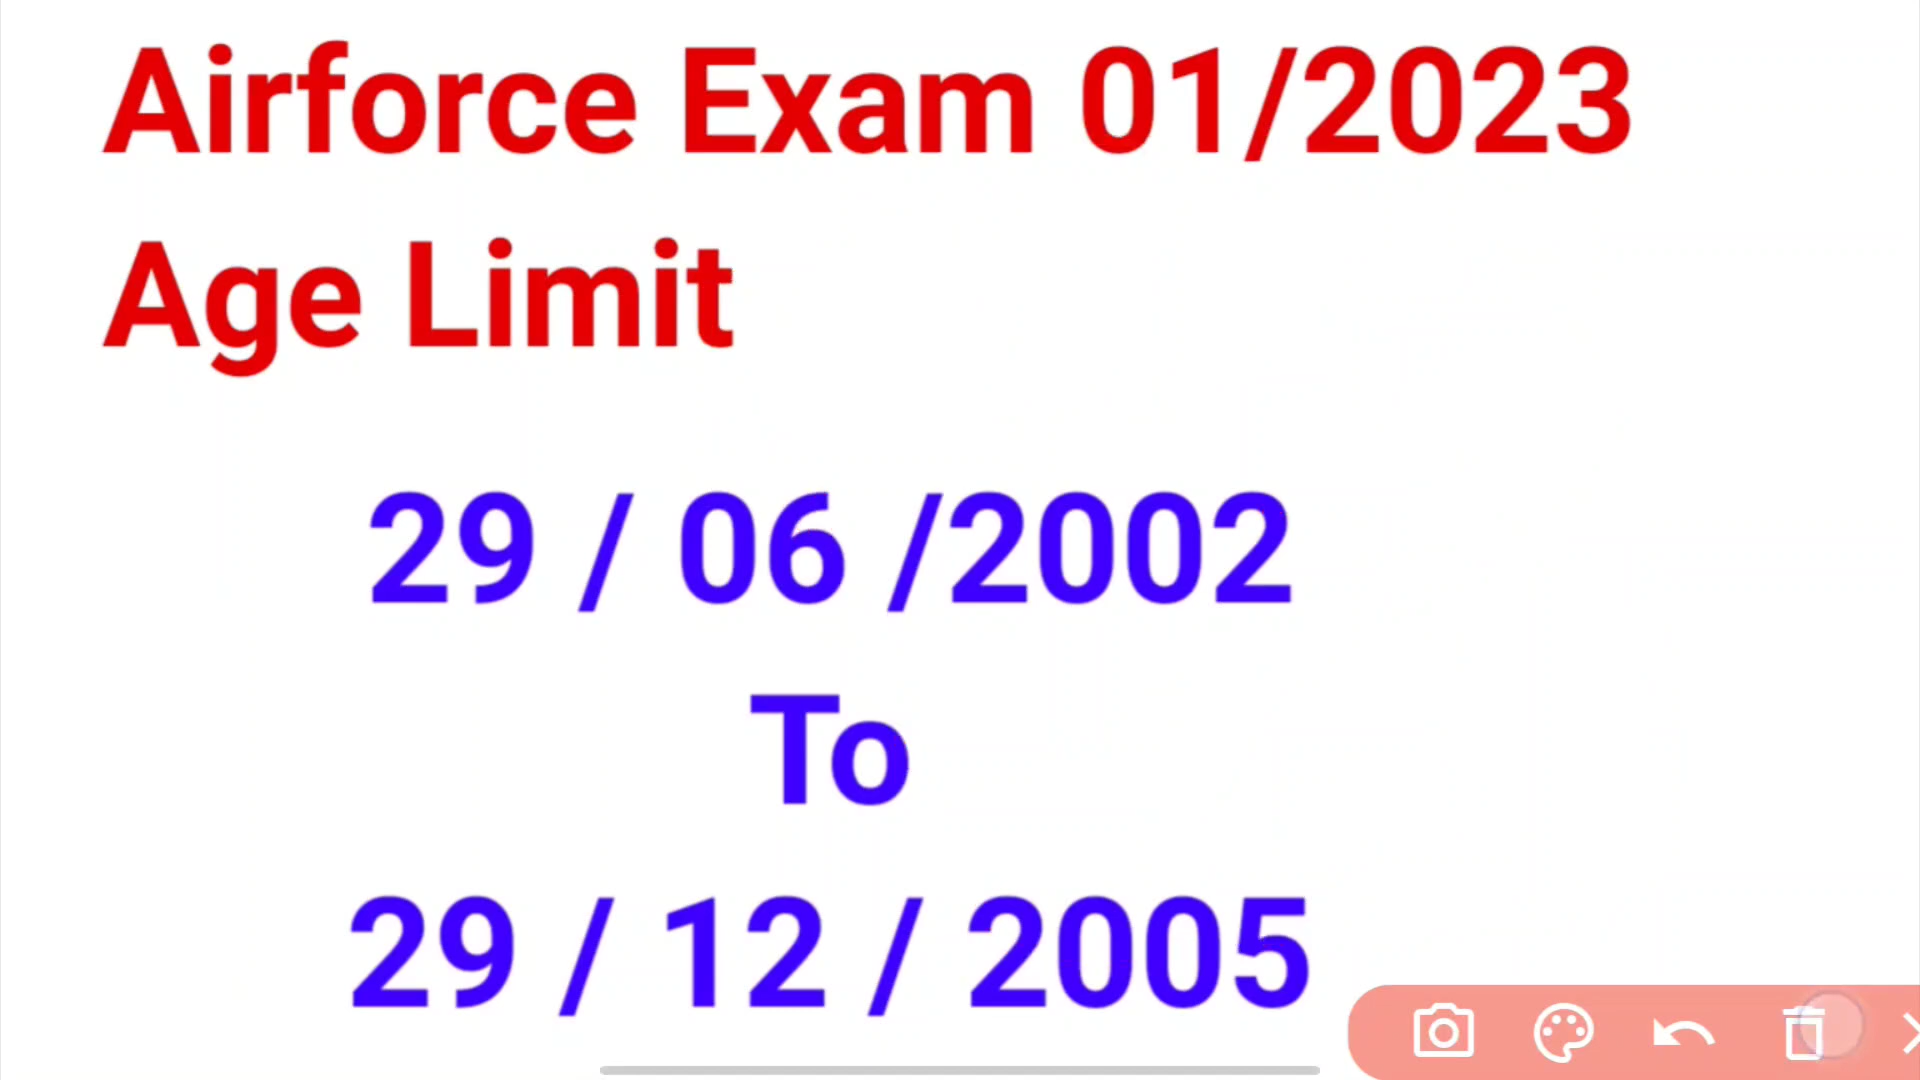 Airforce Exam 01/2023
Age Limit
29 / 06 /2002
To
29 / 12 / 2005